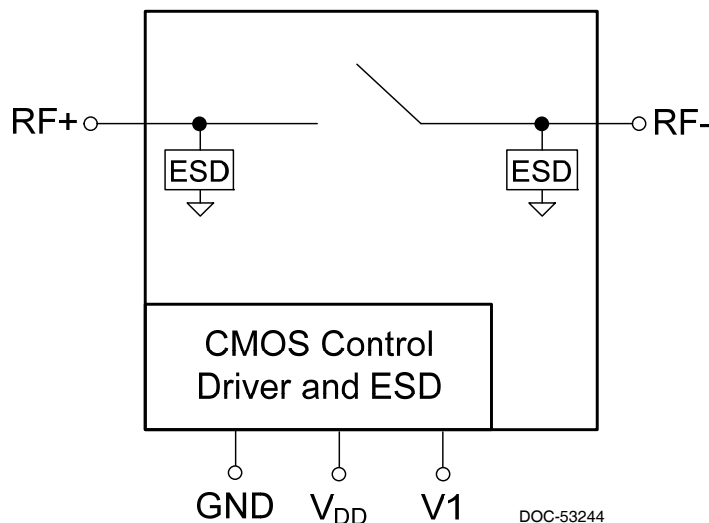 RF+
RF-
ESD
ESD
CMOS Control
Driver and ESD
GND
VDD
V1
DOC-53244